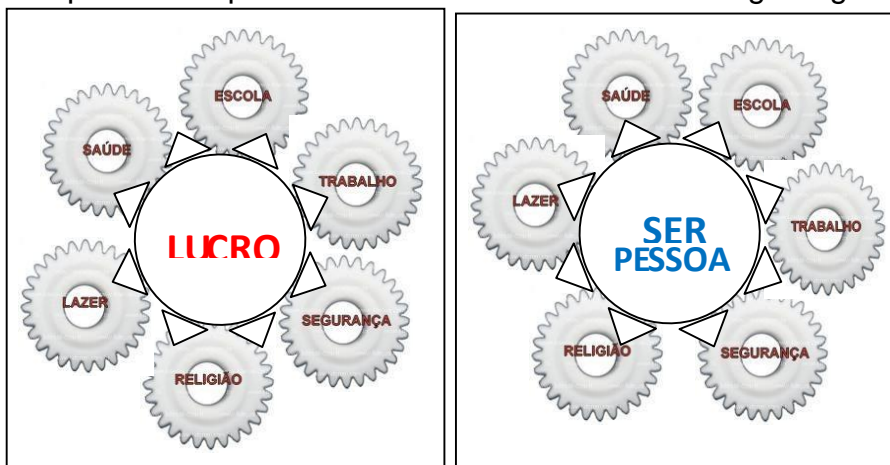 ESCOLA
SAÚDE
TRABALHO
LUCRO
LAZER
SEGURANÇA
RELIGIÃO
SAÚDE
ESCOLA
LAZER
TRABALHO
SER
PESSOA
RELIGIÃO
SEGURANÇA